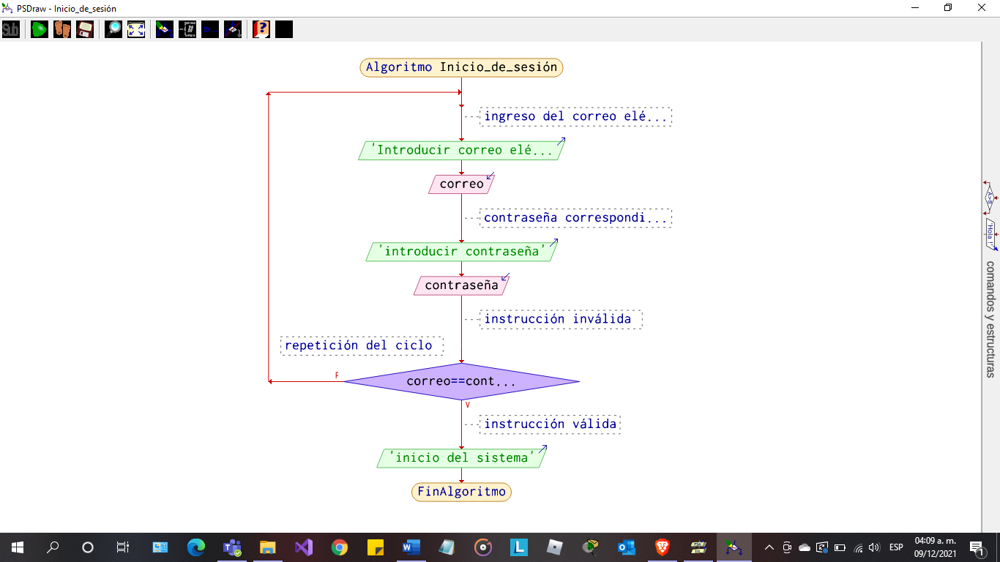 PSDraw - Inicio_de_sesión
Sub
?
Algoritmo Inicio_de_sesión
ingreso del correo elé...
'Introducir correo elé...
correo
contraseña correspondi...
'introducir contraseña'
contraseña
instrucción inválida
repetición del ciclo
F
correo==cont...
V
instrucción válida
'inicio del sistema'
FinAlgoritmo
A>B
'Hola !'
comandos y estructuras
ESP
04:09 a. m.
09/12/2021
1